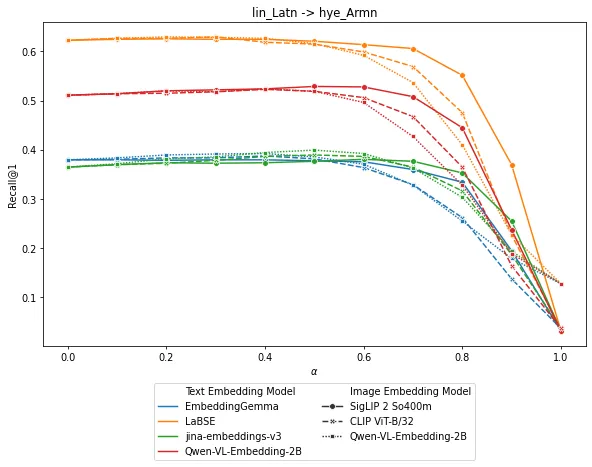 lin_Latn -> hye_Armn
Recall@1
0.6
0.5
0.4
0.3
0.2
0.1
0.0 0.2 0.4 0.6 0.8 1.0
α
Text Embedding Model Image Embedding Model
EmbeddingGemma SigLIP 2 So400m
LaBSE CLIP ViT-B/32
jina-embeddings-v3 Qwen-VL-Embedding-2B
Qwen-VL-Embedding-2B